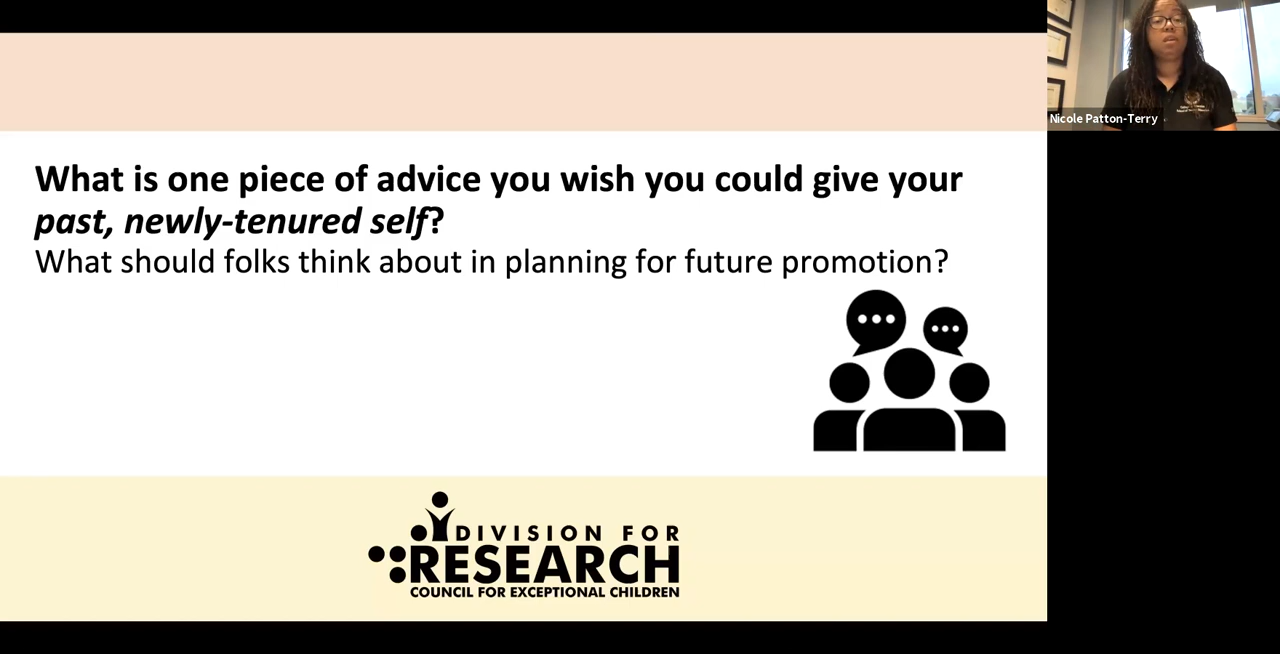 What is one piece of advice you wish you could give your
past, newly-tenured self?
What should folks think about in planning for future promotion?
DIVISION FOR
RESEARCH
COUNCIL FOR EXCEPTIONAL CHILDREN
Nicole Patton-Terry